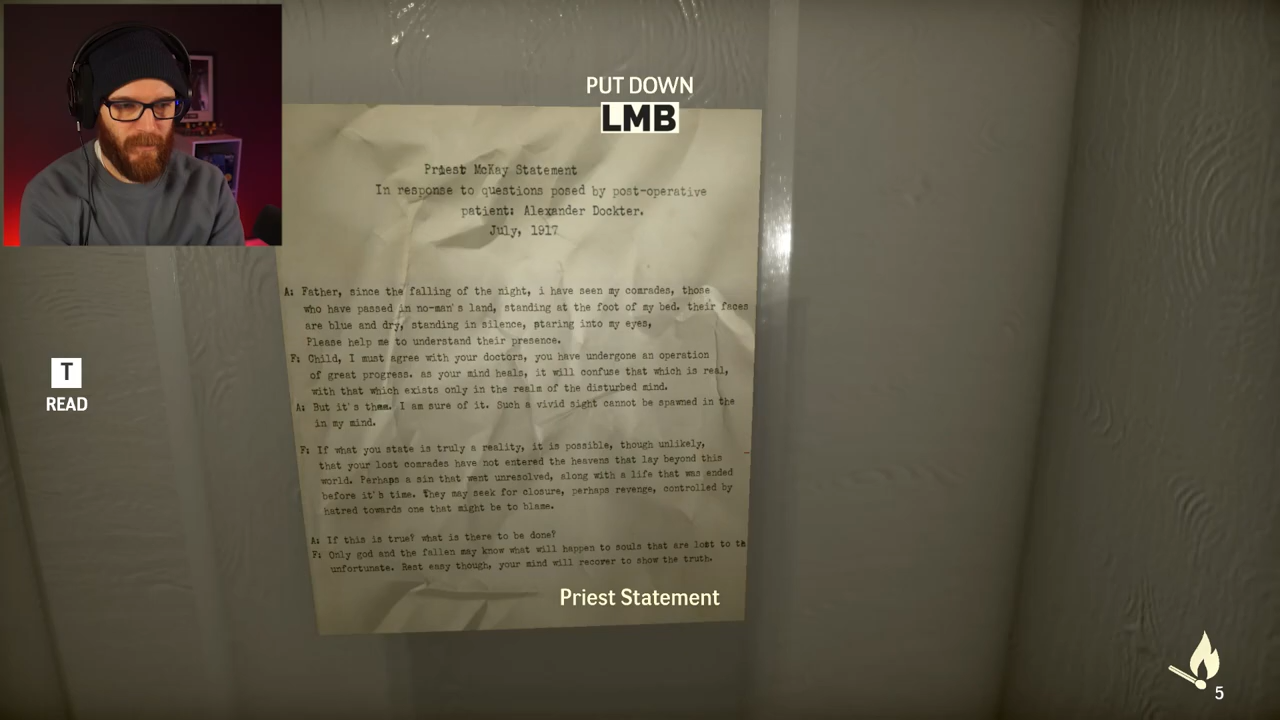 PUT DOWN
LMB
Priest McKay Statement
In response to questions posed by post-operative
patient: Alexander Dockter.
July, 1917
A: Father, since the falling of the night, i have seen my comrades, those
who have passed in no-man's land, standing at the foot of my bed. their faces
are blue and dry, standing in silence, staring into my eyes,
Please help me to understand their presence.
F: Child, I must agree with your doctors, you have undergone an operation
of great progress. as your mind heals, it will confuse that which is real,
with that which exists only in the realm of the disturbed mind.
A: But it's them. I am sure of it. Such a vivid sight cannot be spawned in the
in my mind.
F: If what you state is truly a reality, it is possible, though unlikely,
that your lost comrades have not entered the heavens that lay beyond this
world. Perhaps a sin that went unresolved, along with a life that was ended
before it's time. They may seek for closure, perhaps revenge, controlled by
hatred towards one that might be to blame.
A: If this is true? what is there to be done?
F: Only god and the fallen may know what will happen to souls that are lost to th
unfortunate. Rest easy though, your mind will recover to show the truth.
Priest Statement
T
READ
5